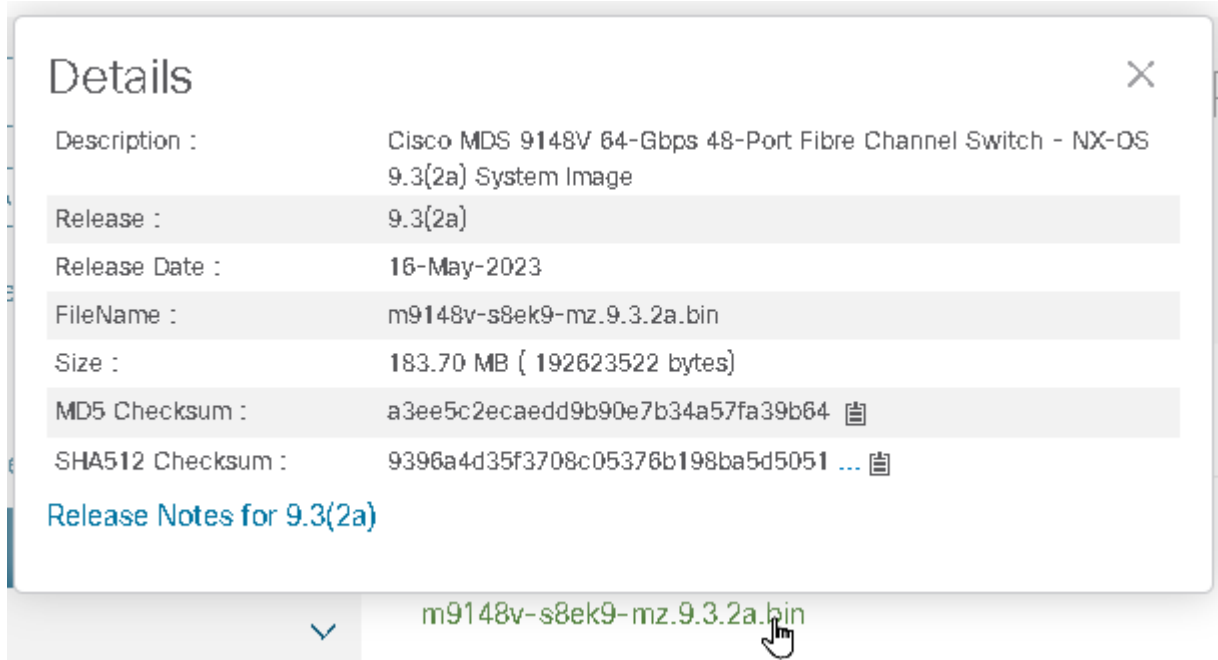 Details
Description :
Cisco MDS 9148V 64-Gbps 48-Port Fibre Channel Switch - NX-OS
9.3(2a) System Image
Release : 9.3(2a)
Release Date : 16-May-2023
FileName : m9148v-s8ek9-mz.9.3.2a.bin
Size : 183.70 MB ( 192623522 bytes)
MD5 Checksum : a3ee5c2ecaedd9b90e7b34a57fa39b64
SHA512 Checksum : 9396a4d35f3708c05376b198ba5d5051 ...
Release Notes for 9.3(2a)
m9148v-s8ek9-mz.9.3.2a.bin